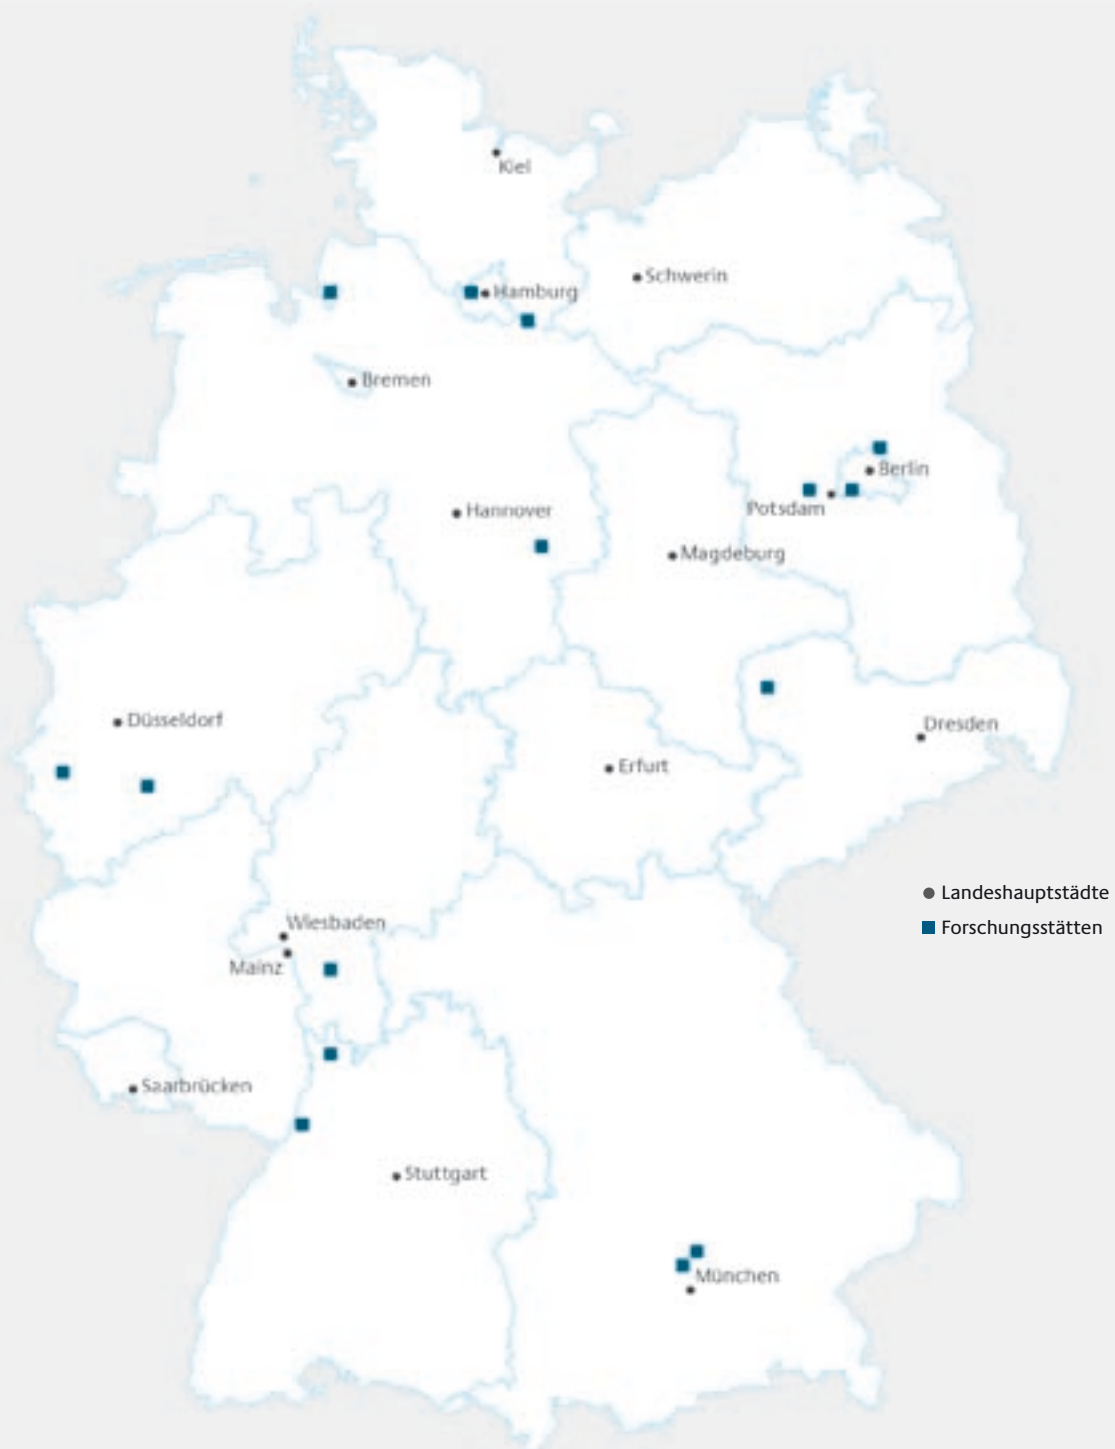 Kiel
Schwerin
Hamburg
Bremen
Berlin
Hannover
Potsdam
Magdeburg
Düsseldorf
Dresden
Erfurt
Landeshauptstädte
Wiesbaden
Forschungsstätten
Mainz
Saarbrücken
Stuttgart
München